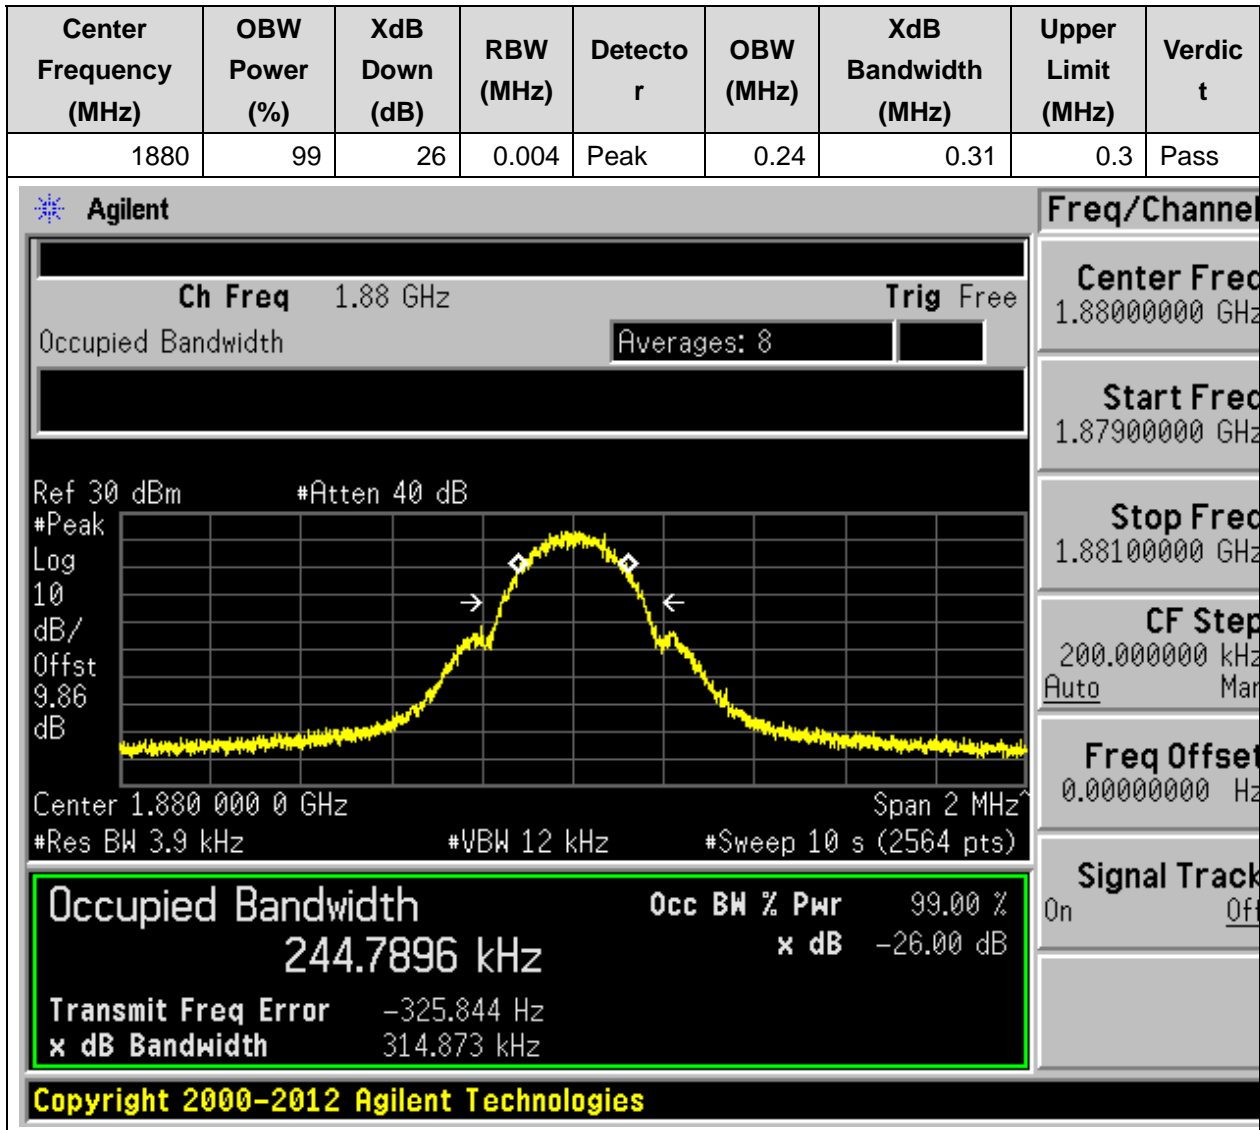 Center Frequency (MHz) OBW Power (%) XdB Down (dB) RBW (MHz) Detector OBW (MHz) XdB Bandwidth (MHz) Upper Limit (MHz) Verdict
1880 99 26 0.004 Peak 0.24 0.31 0.3 Pass
Agilent
Freq/Channel
Ch Freq 1.88 GHz Trig Free
Occupied Bandwidth Averages: 8
Center Freq
1.88000000 GHz
Start Freq
1.87900000 GHz
Stop Freq
1.88100000 GHz
CF Step
200.000000 kHz
Auto Man
Freq Offset
0.00000000 Hz
Signal Track
On Off
Ref 30 dBm #Atten 40 dB
#Peak
Log
10
dB/
Offst
9.86
dB
Center 1.880 000 0 GHz Span 2 MHz^
#Res BW 3.9 kHz #VBW 12 kHz #Sweep 10 s (2564 pts)
Occupied Bandwidth Occ BW % Pwr 99.00 %
244.7896 kHz x dB -26.00 dB
Transmit Freq Error -325.844 Hz
x dB Bandwidth 314.873 kHz
Copyright 2000-2012 Agilent Technologies